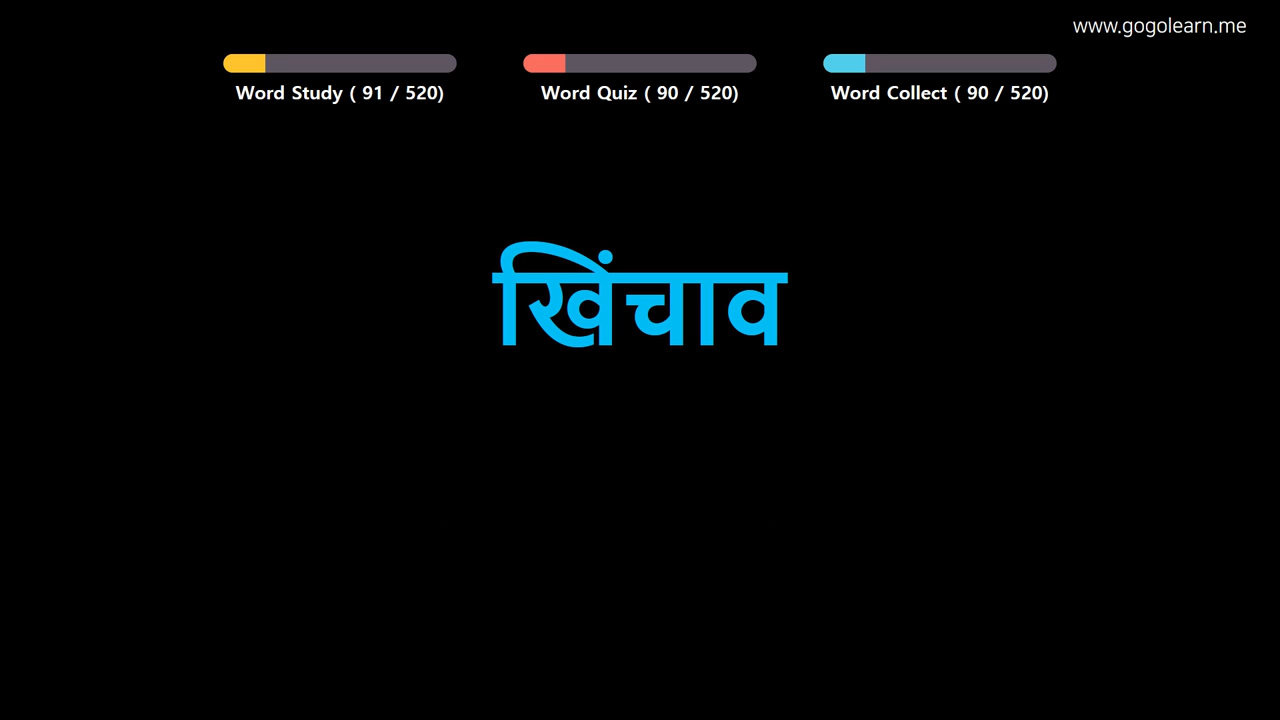 www.gogolearn.me
Word Study ( 91 / 520)
Word Quiz ( 90 / 520)
Word Collect ( 90 / 520)
खिंचाव